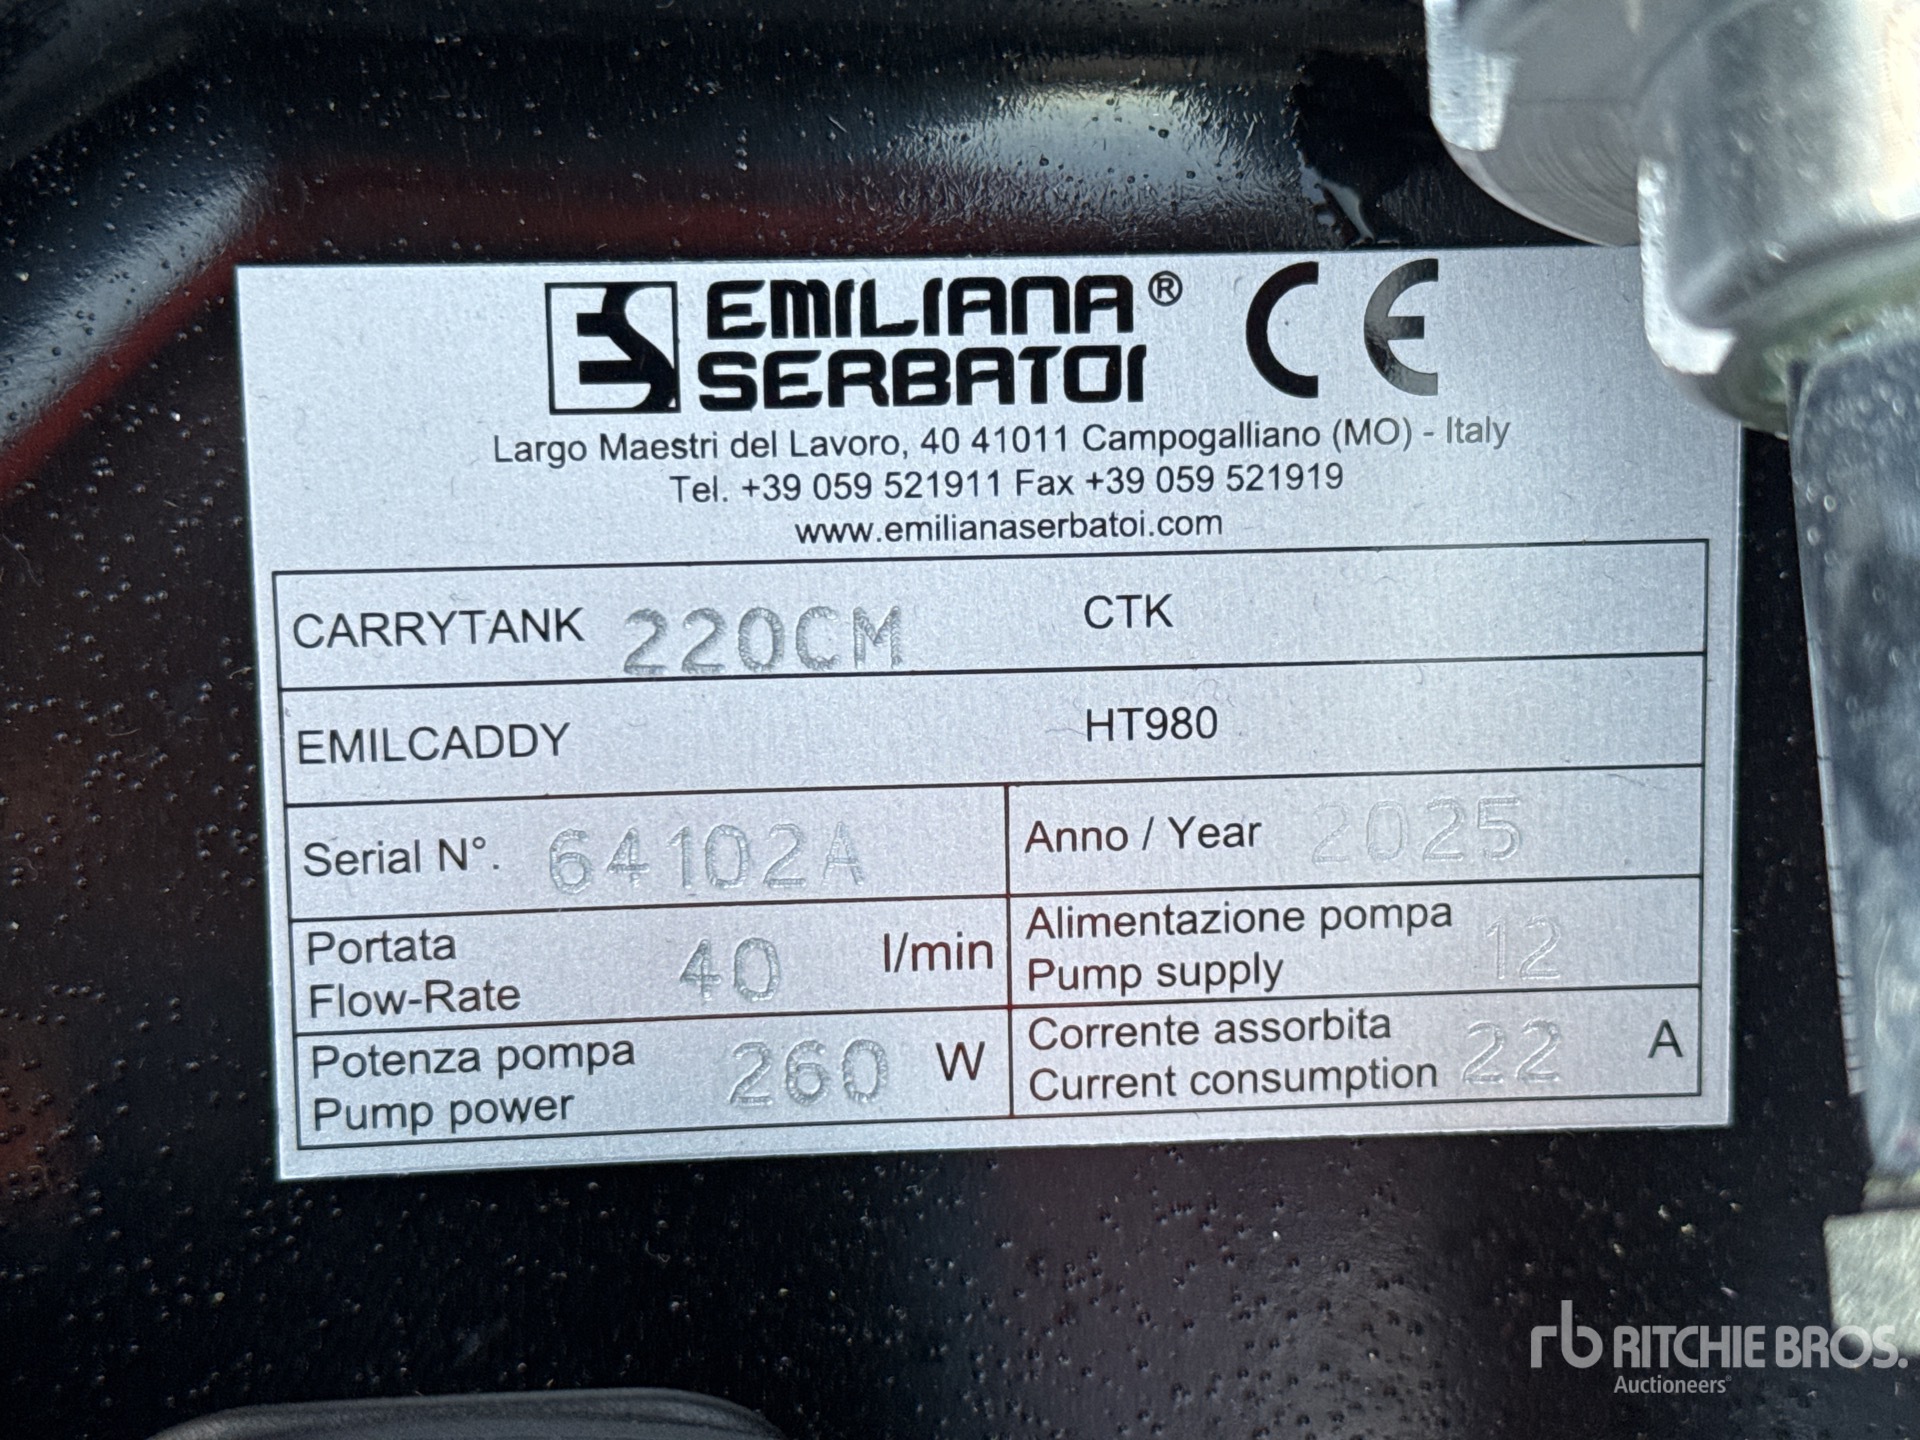 EMILIANA®
SERBATOI
CE
Largo Maestri del Lavoro, 40 41011 Campogalliano (MO) - Italy
Tel. +39 059 521911 Fax +39 059 521919
www.emilianaserbatoi.com
CARRYTANK 220CM CTK
EMILCADDY HT980
Serial N°. 64102A Anno / Year 2025
Portata
Flow-Rate 40 l/min
Alimentazione pompa
Pump supply 12
Potenza pompa
Pump power 260 W
Corrente assorbita
Current consumption 22 A
rb RITCHIE BROS.
Auctioneers